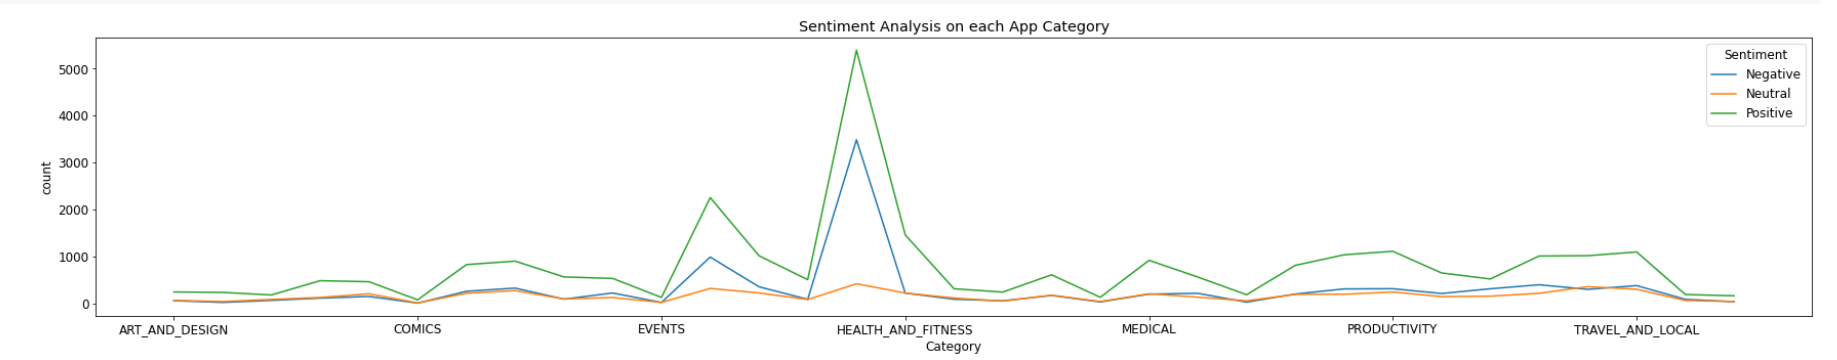 Sentiment Analysis on each App Category
Sentiment
Negative
Neutral
Positive
count
5000
4000
3000
2000
1000
0
ART_AND_DESIGN COMICS EVENTS HEALTH_AND_FITNESS MEDICAL PRODUCTIVITY TRAVEL_AND_LOCAL
Category